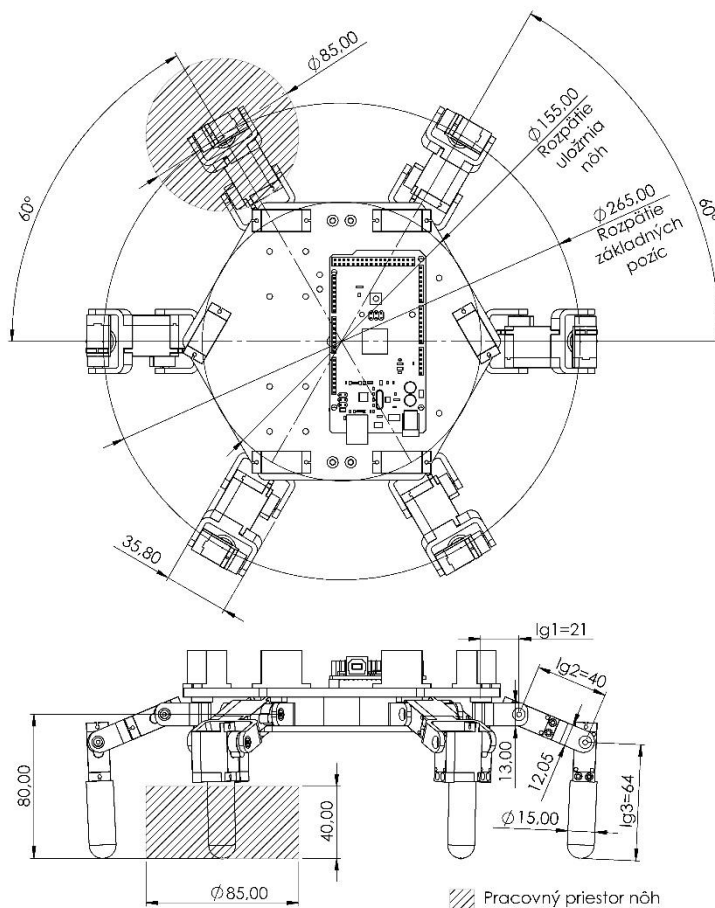 Ø85,00
60°
Ø155,00
Rozpätie
uložmia
nôh
Ø265,00
Rozpätie
základných
pozíc
60°
35,80
lg1=21
lg2=40
80,00
13,00
12,05
40,00
Ø15,00
lg3=64
Ø85,00
Pracovný priestor nôh